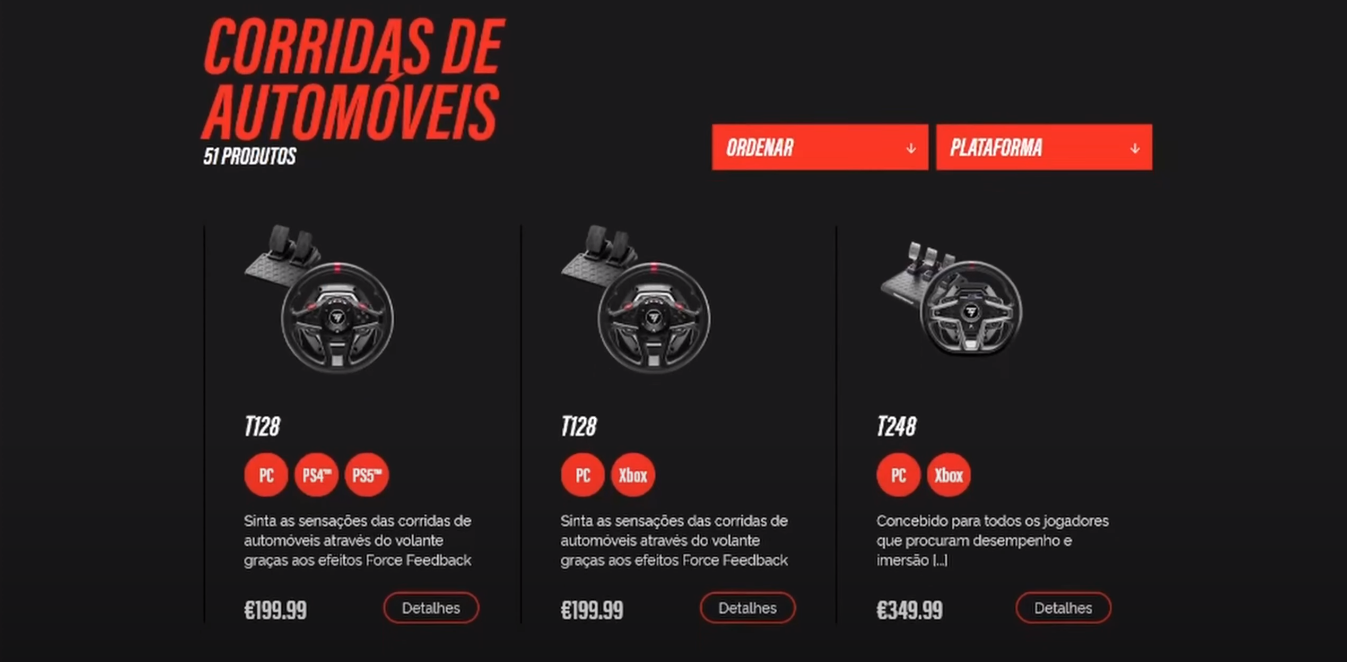 CORRIDAS DE
AUTOMÓVEIS
51 PRODUTOS
ORDENAR
PLATAFORMA
T128
PC PS4™ PS5™
Sinta as sensações das corridas de
automóveis através do volante
graças aos efeitos Force Feedback
€199.99
Detalhes
T128
PC Xbox
Sinta as sensações das corridas de
automóveis através do volante
graças aos efeitos Force Feedback
€199.99
Detalhes
T248
PC Xbox
Concebido para todos os jogadores
que procuram desempenho e
imersão [...]
€349.99
Detalhes